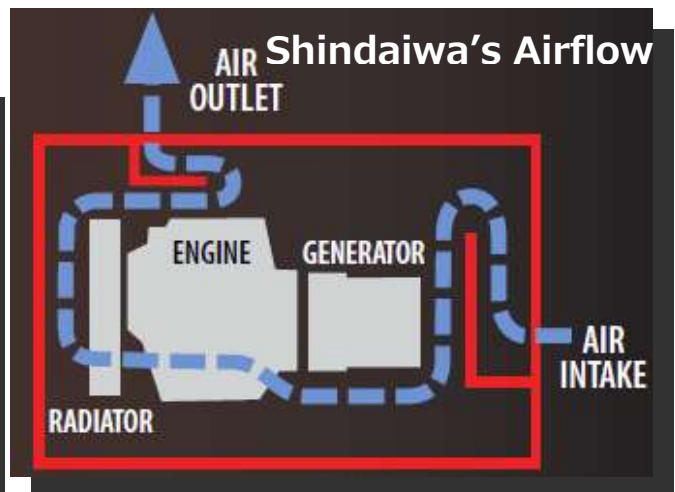 Shindaiwa's Airflow
AIR
OUTLET
ENGINE
GENERATOR
AIR
INTAKE
RADIATOR